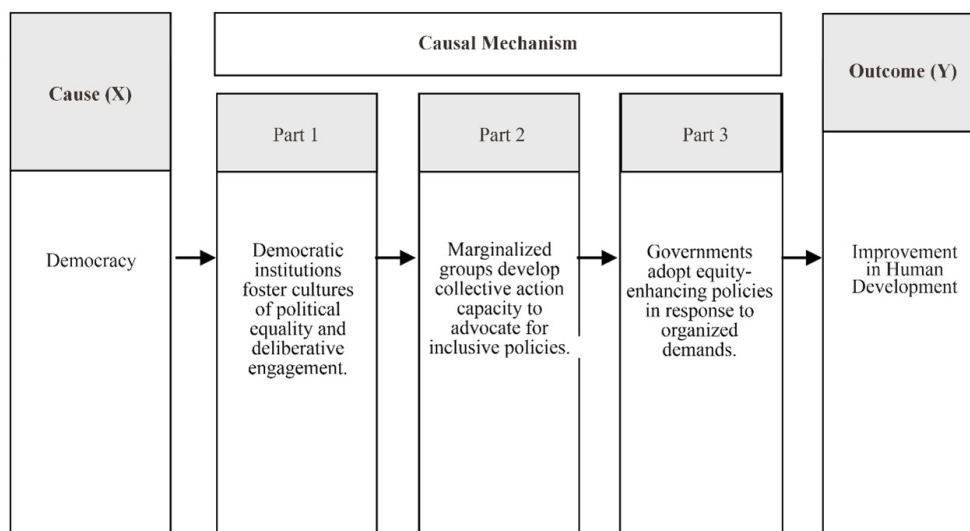 Cause (X)
Causal Mechanism
Outcome (Y)
Part 1
Part 2
Part 3
Democracy
Democratic
institutions
foster cultures
of political
equality and
deliberative
engagement.
Marginalized
groups develop
collective action
capacity to
advocate for
inclusive policies.
Governments
adopt equity-
enhancing policies
in response to
organized
demands.
Improvement
in Human
Development